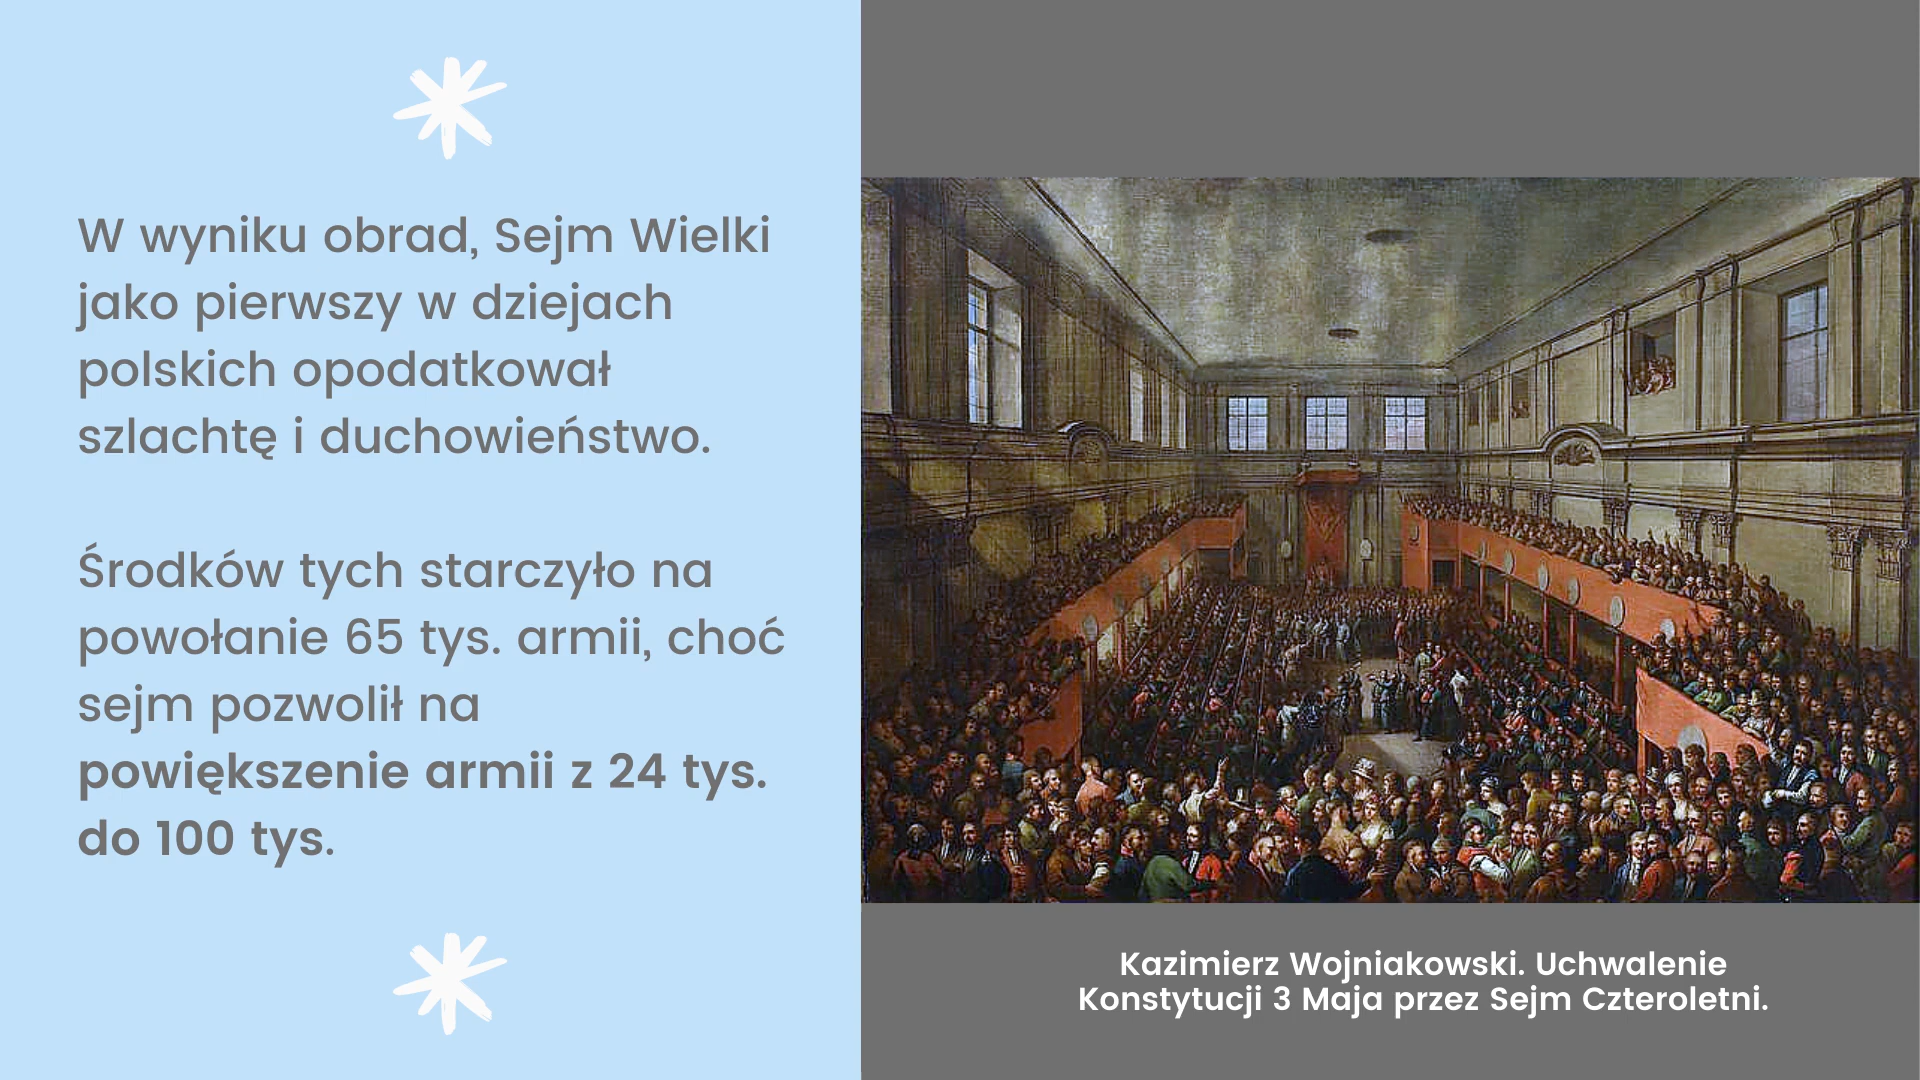 W wyniku obrad, Sejm Wielki
jako pierwszy w dziejach
polskich opodatkował
szlachtę i duchowieństwo.
Środków tych starczyło na
powołanie 65 tys. armii, choć
sejm pozwolił na
powiększenie armii z 24 tys.
do 100 tys.
Kazimierz Wojniakowski. Uchwalenie
Konstytucji 3 Maja przez Sejm Czteroletni.